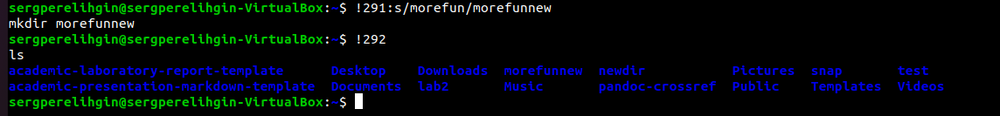 sergperelihgin@sergperelihgin-VirtualBox:~$ !291:s/morefun/morefunnew
mkdir morefunnew
sergperelihgin@sergperelihgin-VirtualBox:~$ !292
ls
academic-laboratory-report-template Desktop Downloads morefunnew newdir Pictures snap test
academic-presentation-markdown-template Documents lab2 Music pandoc-crossref Public Templates Videos
sergperelihgin@sergperelihgin-VirtualBox:~$